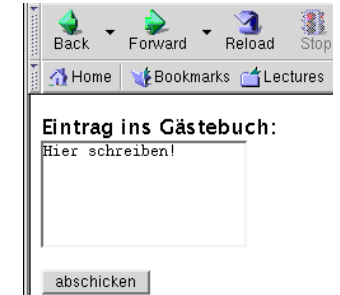 Back Forward Reload Stop
Home Bookmarks Lectures
Eintrag ins Gästebuch:
Hier schreiben!
abschicken